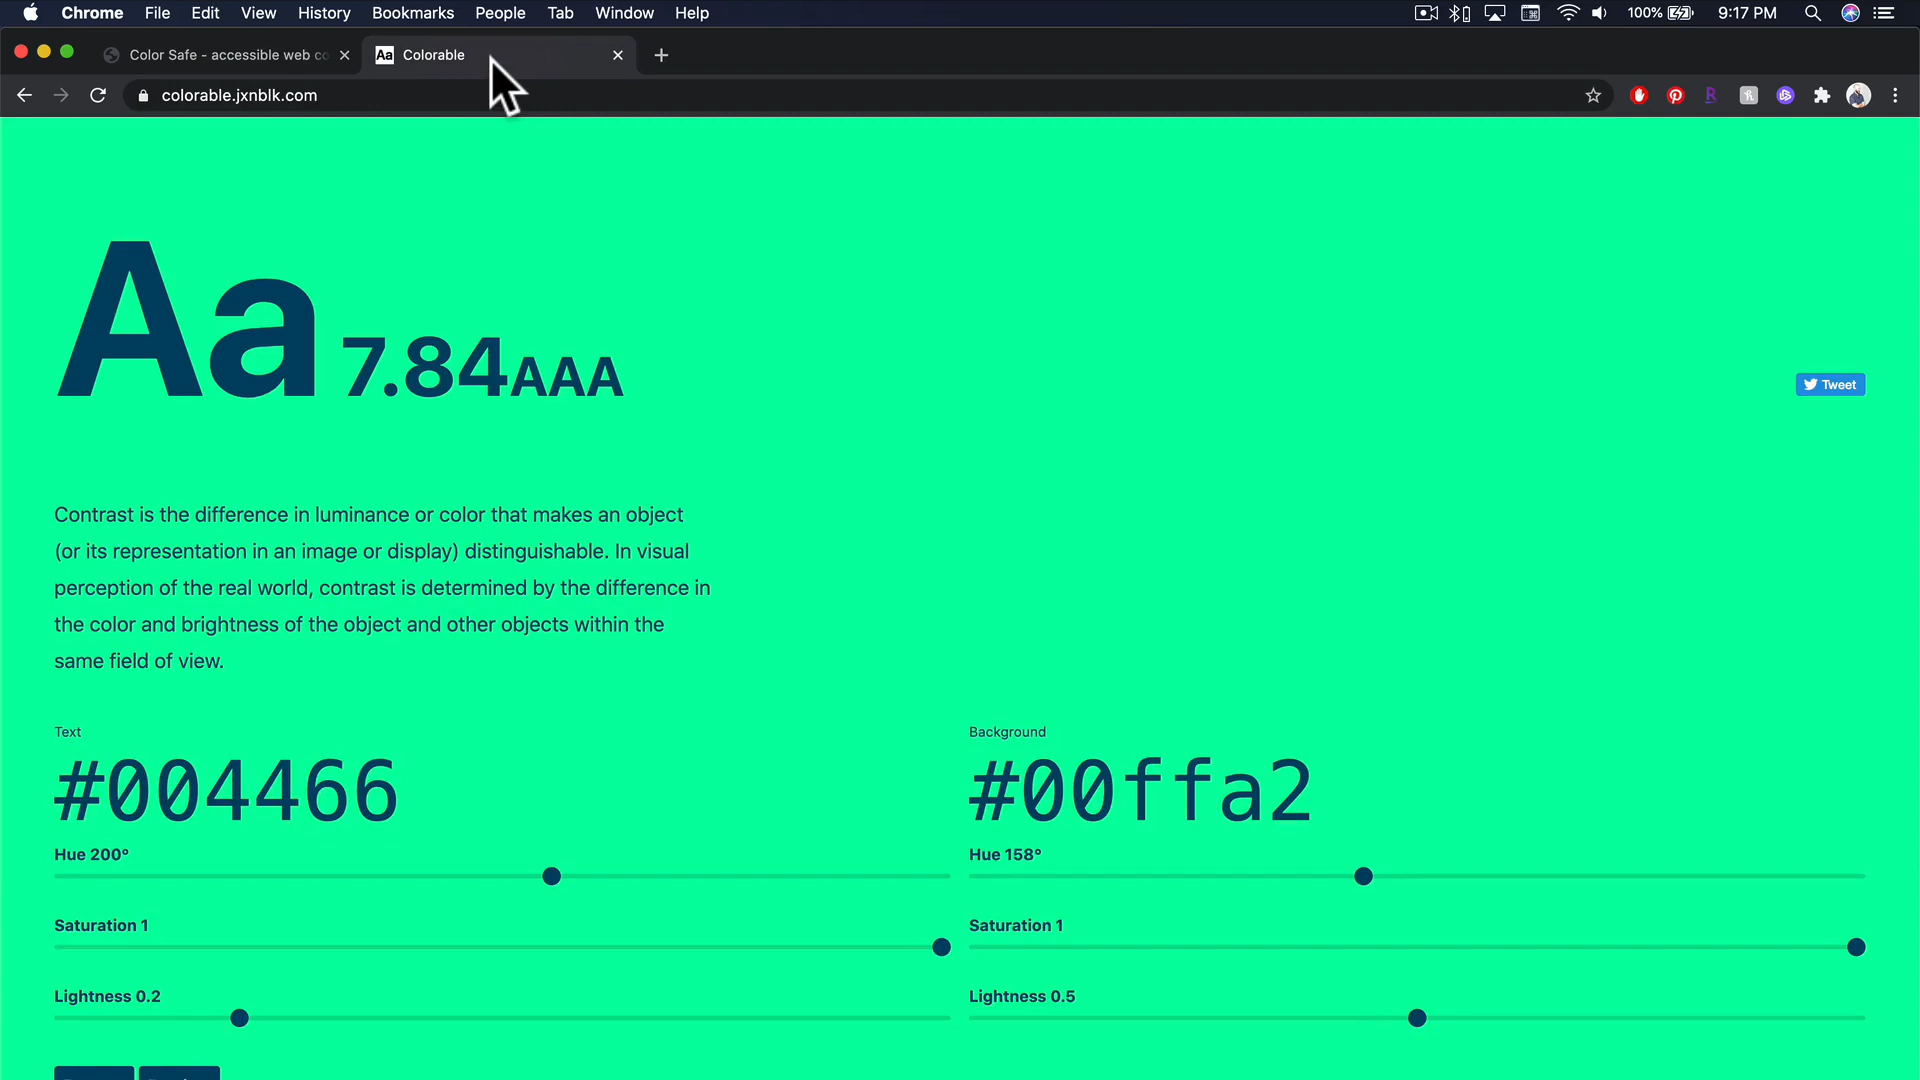 Chrome File Edit View History Bookmarks People Tab Window Help 100% 9:17 PM
Color Safe - accessible web co Aa Colorable
colorable.jxnblk.com
Aa 7.84AAA
Tweet
Contrast is the difference in luminance or color that makes an object
(or its representation in an image or display) distinguishable. In visual
perception of the real world, contrast is determined by the difference in
the color and brightness of the object and other objects within the
same field of view.
Text
#004466
Hue 200°
Saturation 1
Lightness 0.2
Background
#00ffa2
Hue 158°
Saturation 1
Lightness 0.5